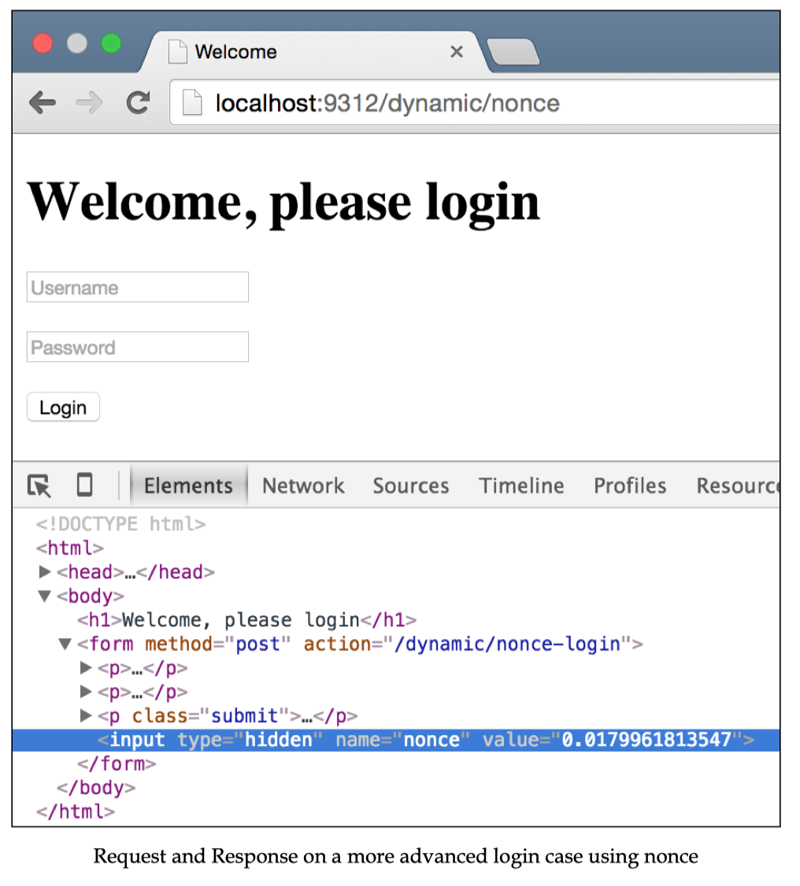 Welcome
localhost:9312/dynamic/nonce
Welcome, please login
Username
Password
Login
Elements Network Sources Timeline Profiles Resourc
<!DOCTYPE html>
<html>
<head>…</head>
<body>
<h1>Welcome, please login</h1>
<form method="post" action="/dynamic/nonce-login">
<p>…</p>
<p>…</p>
<p class="submit">…</p>
<input type="hidden" name="nonce" value="0.0179961813547">
</form>
</body>
</html>
Request and Response on a more advanced login case using nonce